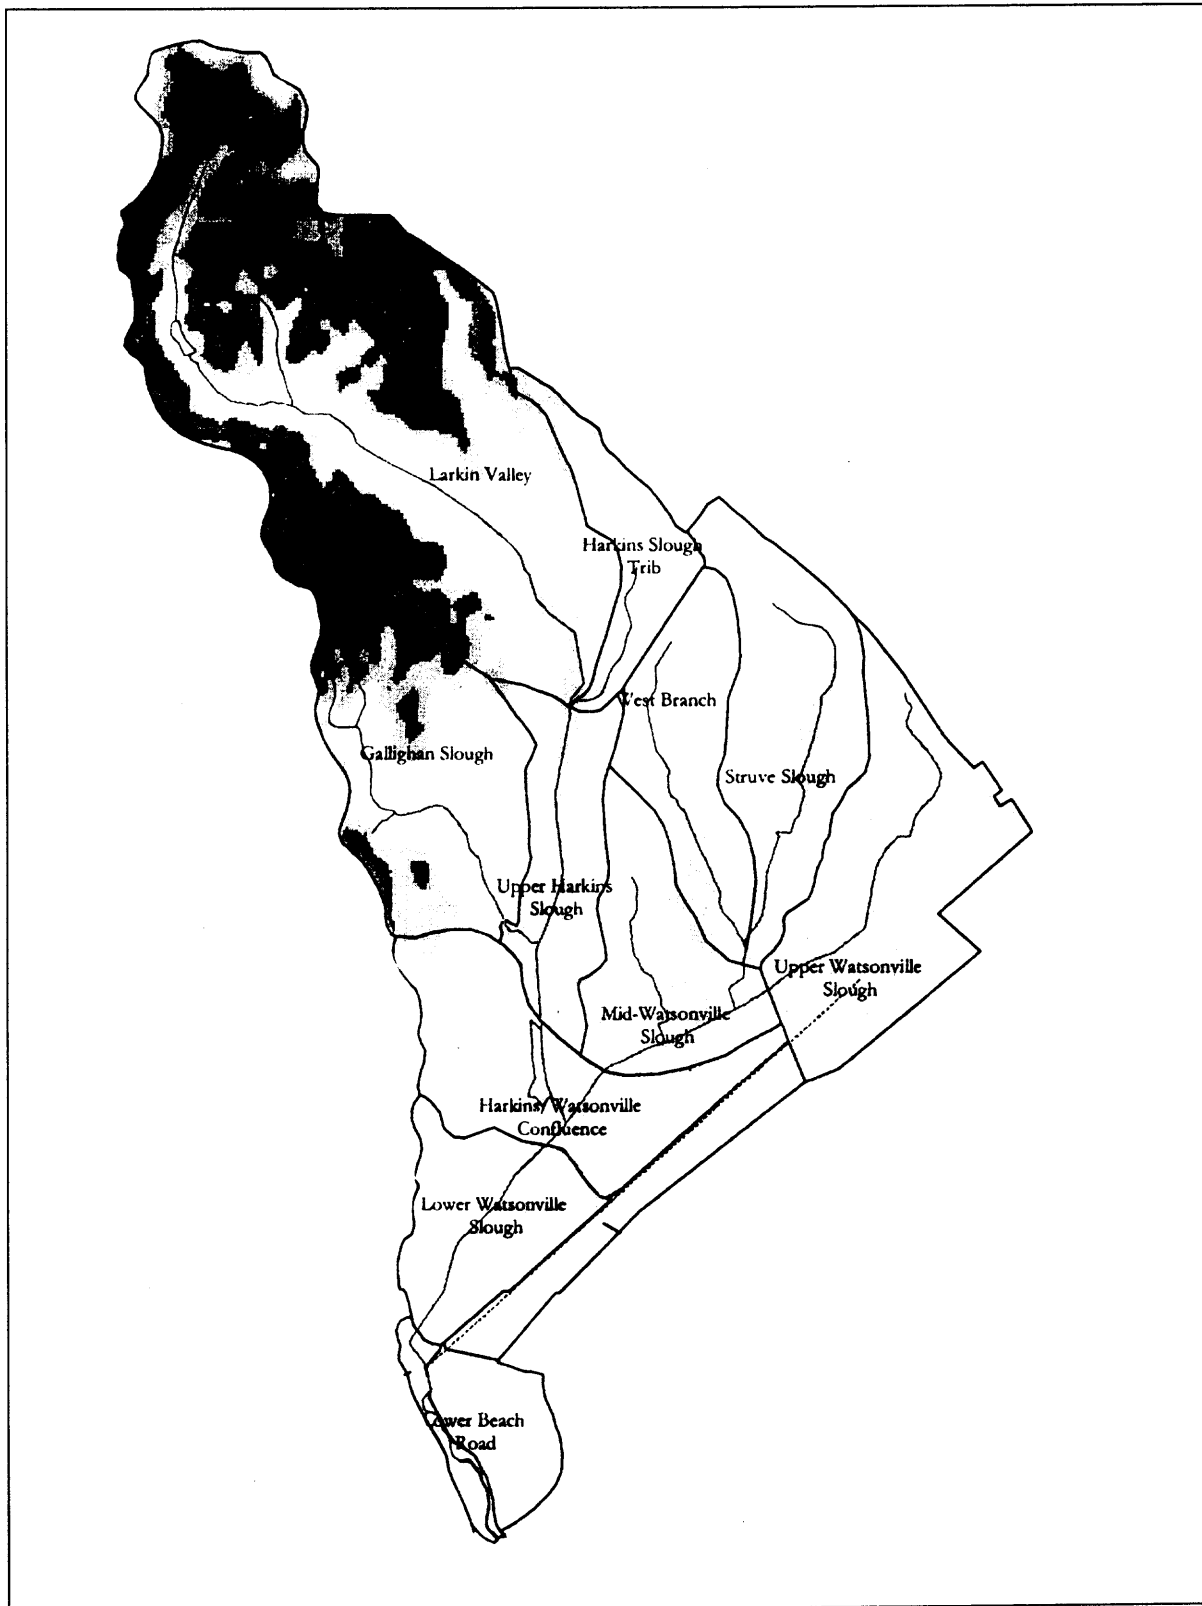 Larkin Valley
Harkins Slough
Trib
West Branch
Gallighan Slough
Struve Slough
Upper Harkins
Slough
Upper Watsonville
Slough
Mid-Watsonville
Slough
Harkins/Watsonville
Confluence
Lower Watsonville
Slough
Lower Beach
Road